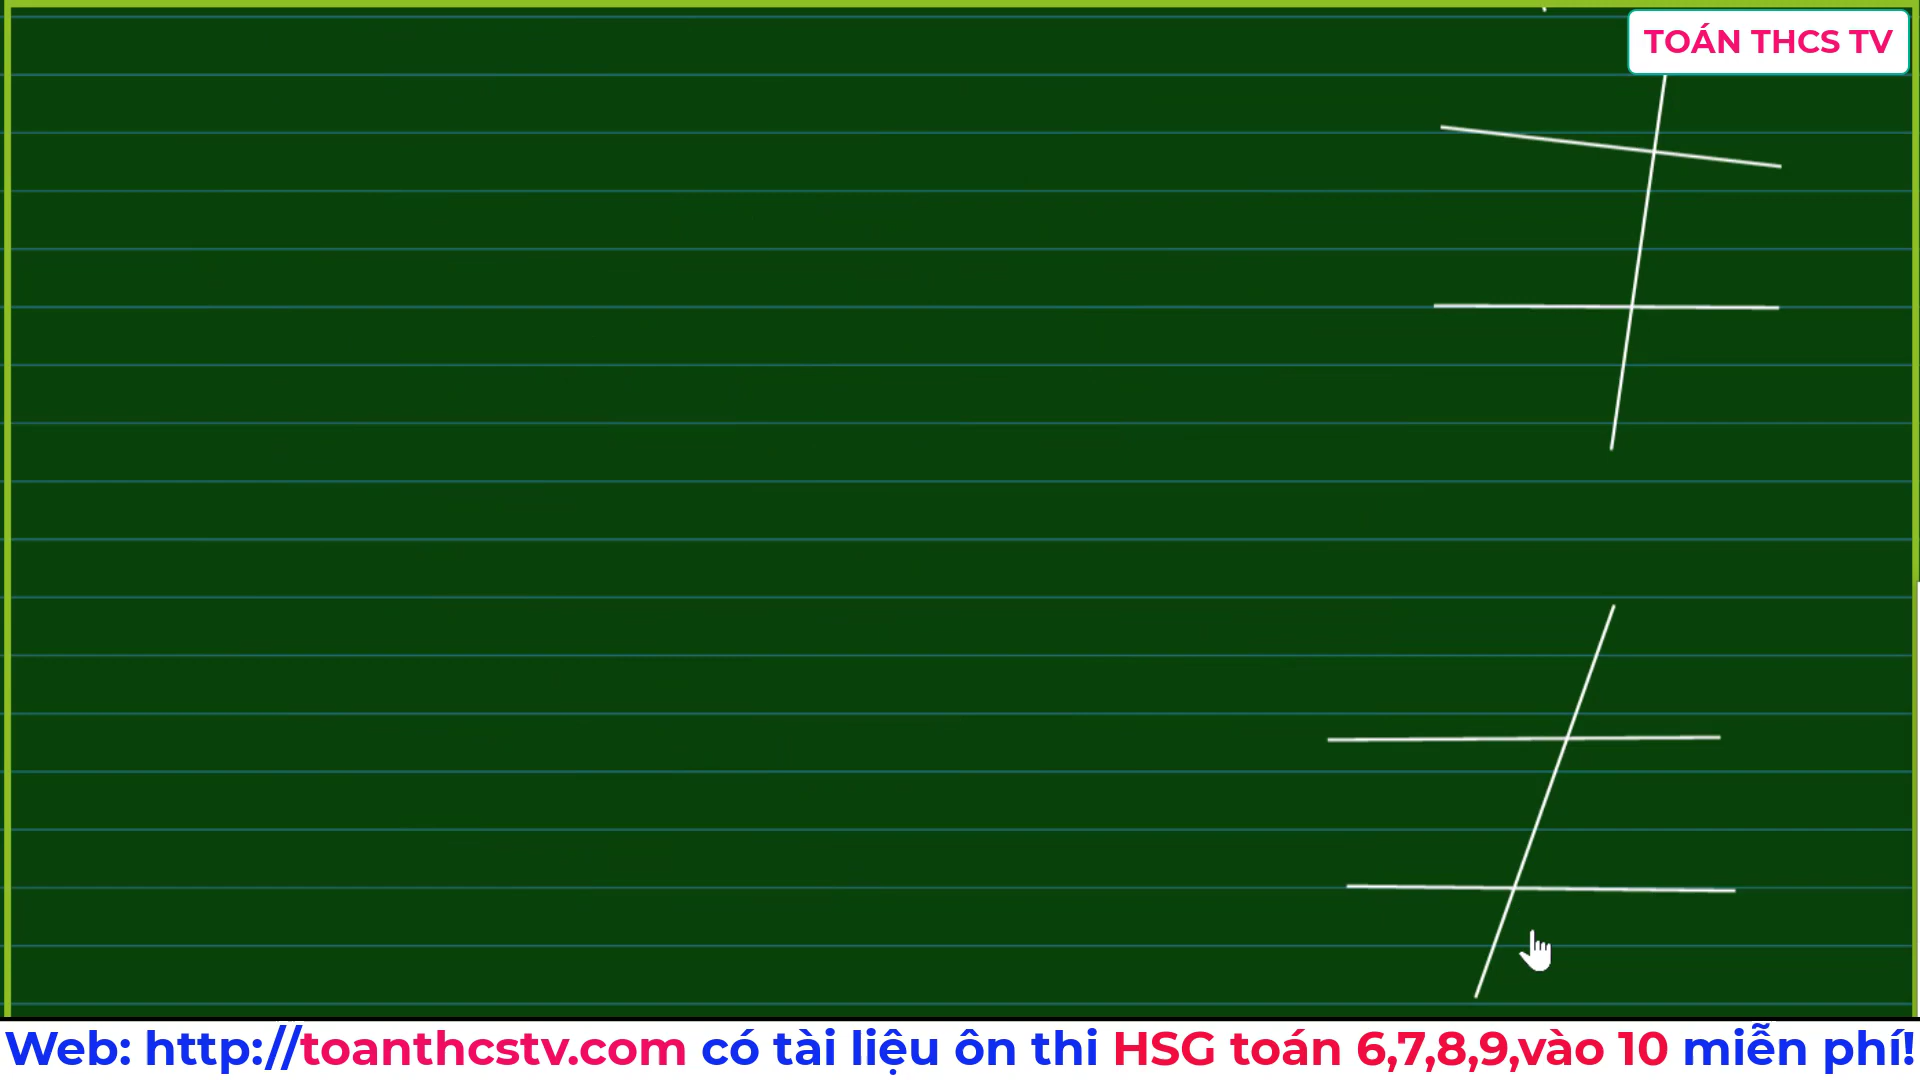 TOÁN THCS TV
Web: http://toanthcstv.com có tài liệu ôn thi HSG toán 6,7,8,9,vào 10 miễn phí!